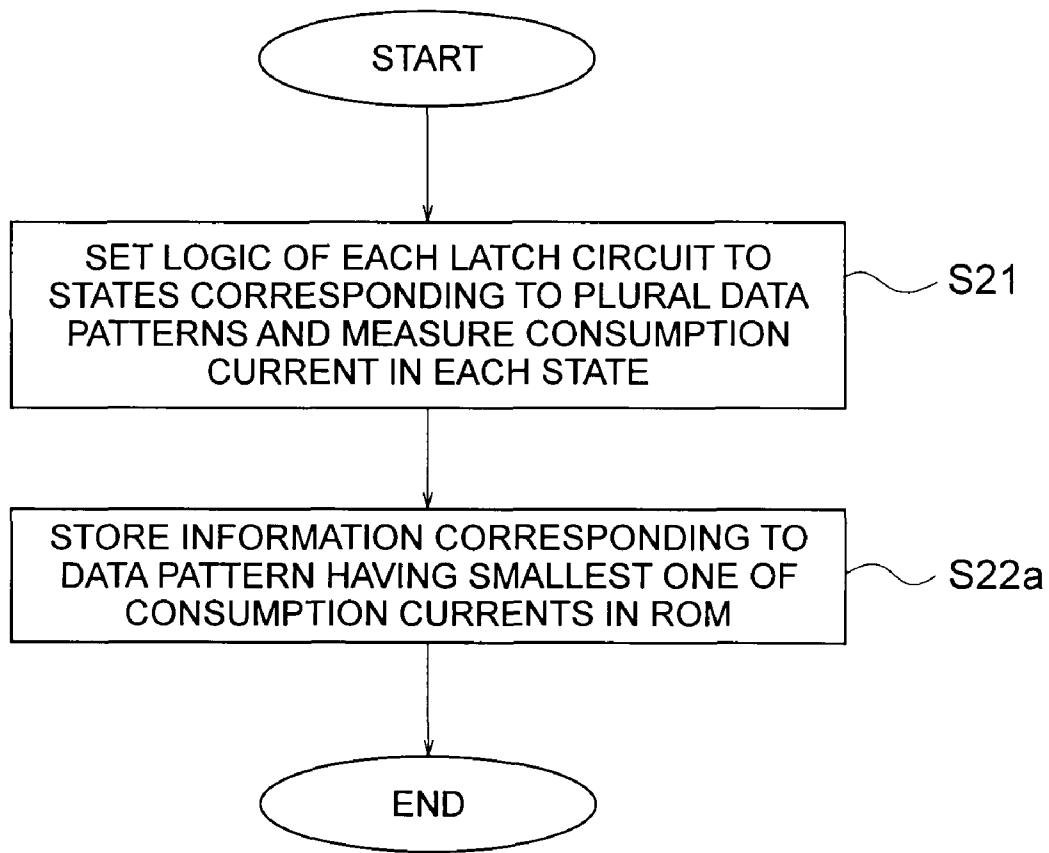 START
SET LOGIC OF EACH LATCH CIRCUIT TO
STATES CORRESPONDING TO PLURAL DATA
PATTERNS AND MEASURE CONSUMPTION
CURRENT IN EACH STATE
S21
STORE INFORMATION CORRESPONDING TO
DATA PATTERN HAVING SMALLEST ONE OF
CONSUMPTION CURRENTS IN ROM
S22a
END